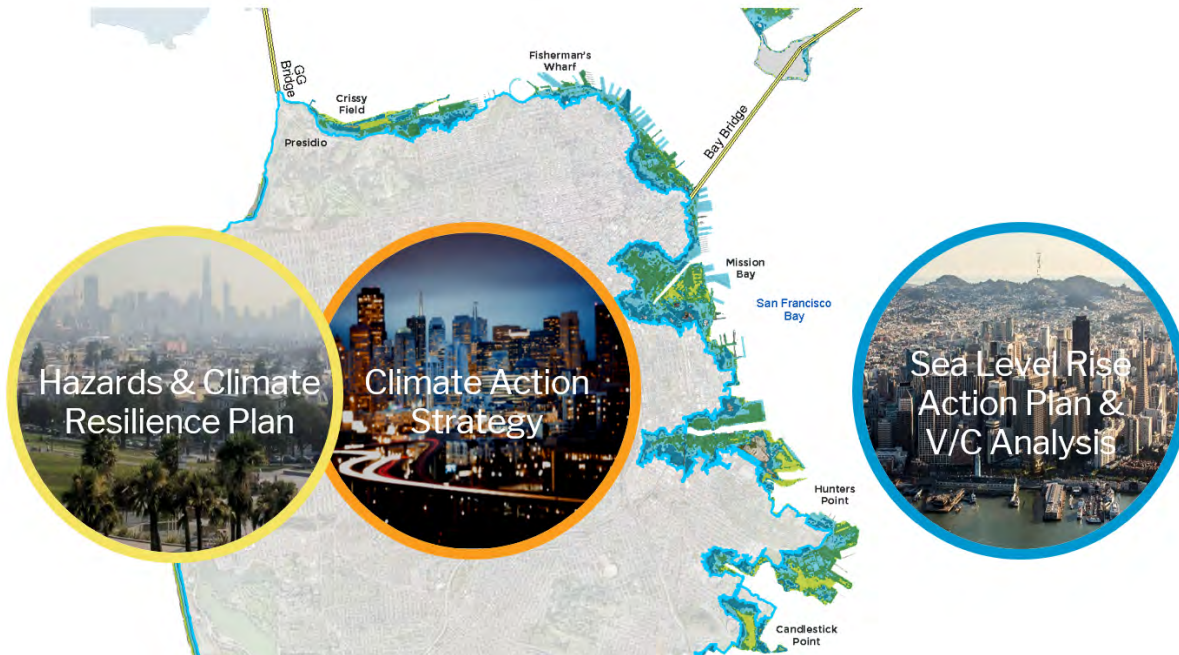 Fisherman's
Wharf
GG
Bridge
Crissy
Field
Presidio
Bay Bridge
Mission
Bay
San Francisco
Bay
Hazards & Climate
Resilience Plan
Climate Action
Strategy
Sea Level Rise
Action Plan &
V/C Analysis
Hunters
Point
Candlestick
Point